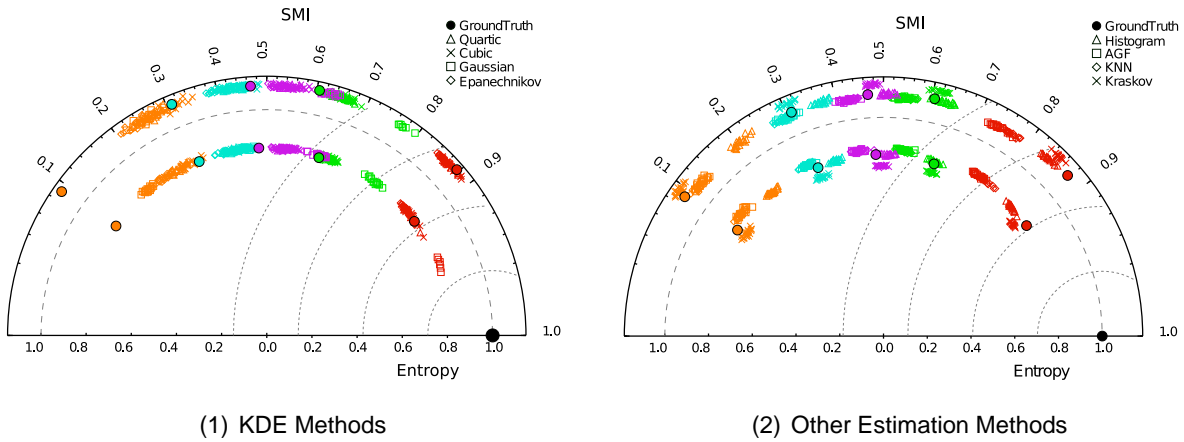 SMI
GroundTruth
Quartic
Cubic
Gaussian
Epanechnikov
0.1
0.2
0.3
0.4
0.5
0.6
0.7
0.8
0.9
1.0
1.0 0.8 0.6 0.4 0.2 0.0 0.2 0.4 0.6 0.8 1.0
Entropy
(1) KDE Methods
SMI
GroundTruth
Histogram
AGF
KNN
Kraskov
0.1
0.2
0.3
0.4
0.5
0.6
0.7
0.8
0.9
1.0
1.0 0.8 0.6 0.4 0.2 0.0 0.2 0.4 0.6 0.8 1.0
Entropy
(2) Other Estimation Methods